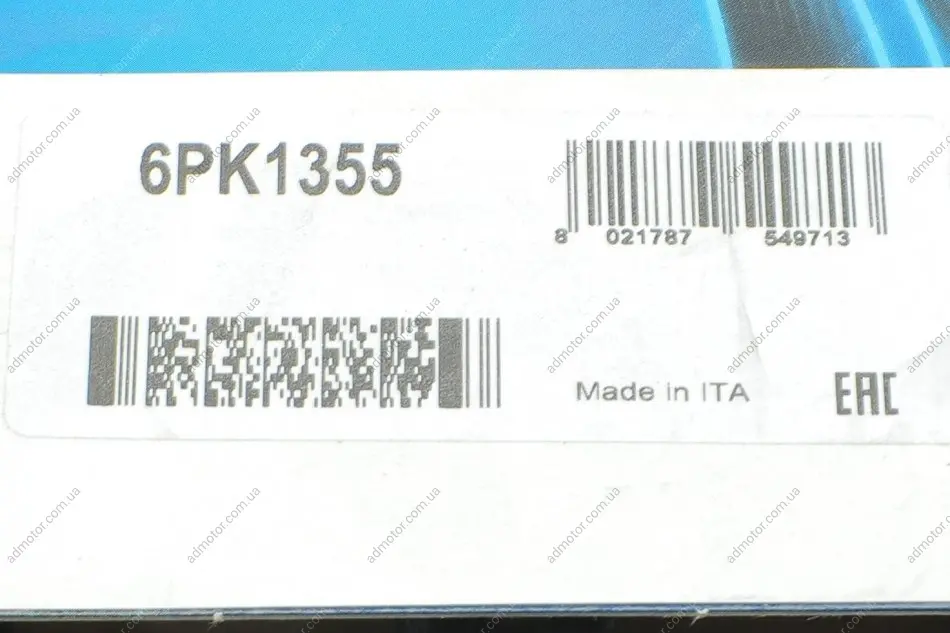 6PK1355
8 021787 549713
Made in ITA
EAC
admotor.com.ua